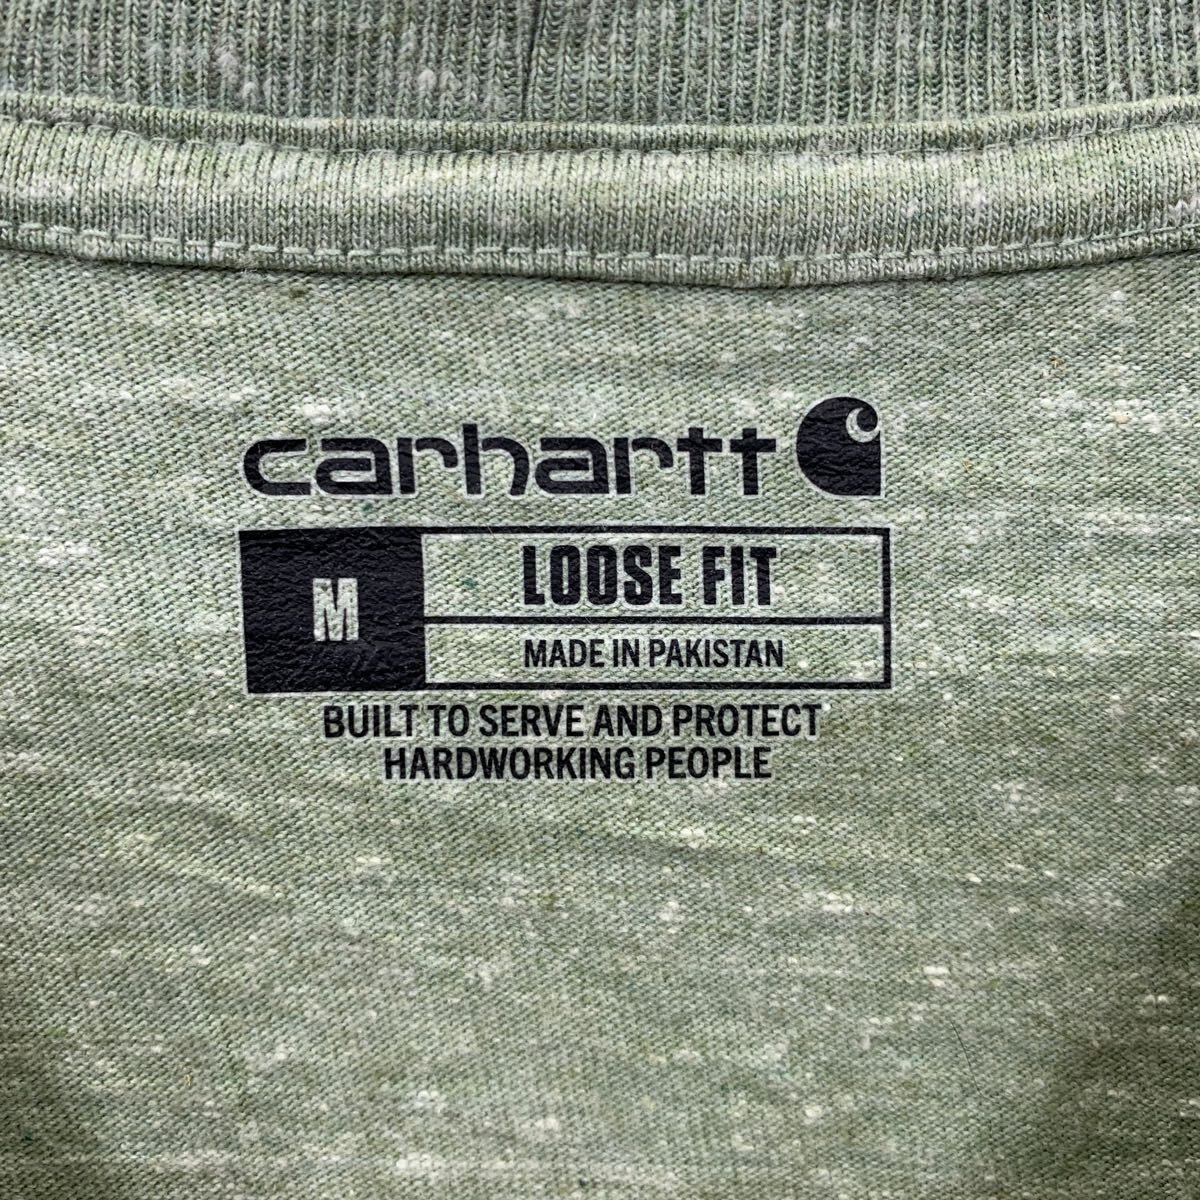 carhartt
M
LOOSE FIT
MADE IN PAKISTAN
BUILT TO SERVE AND PROTECT
HARDWORKING PEOPLE